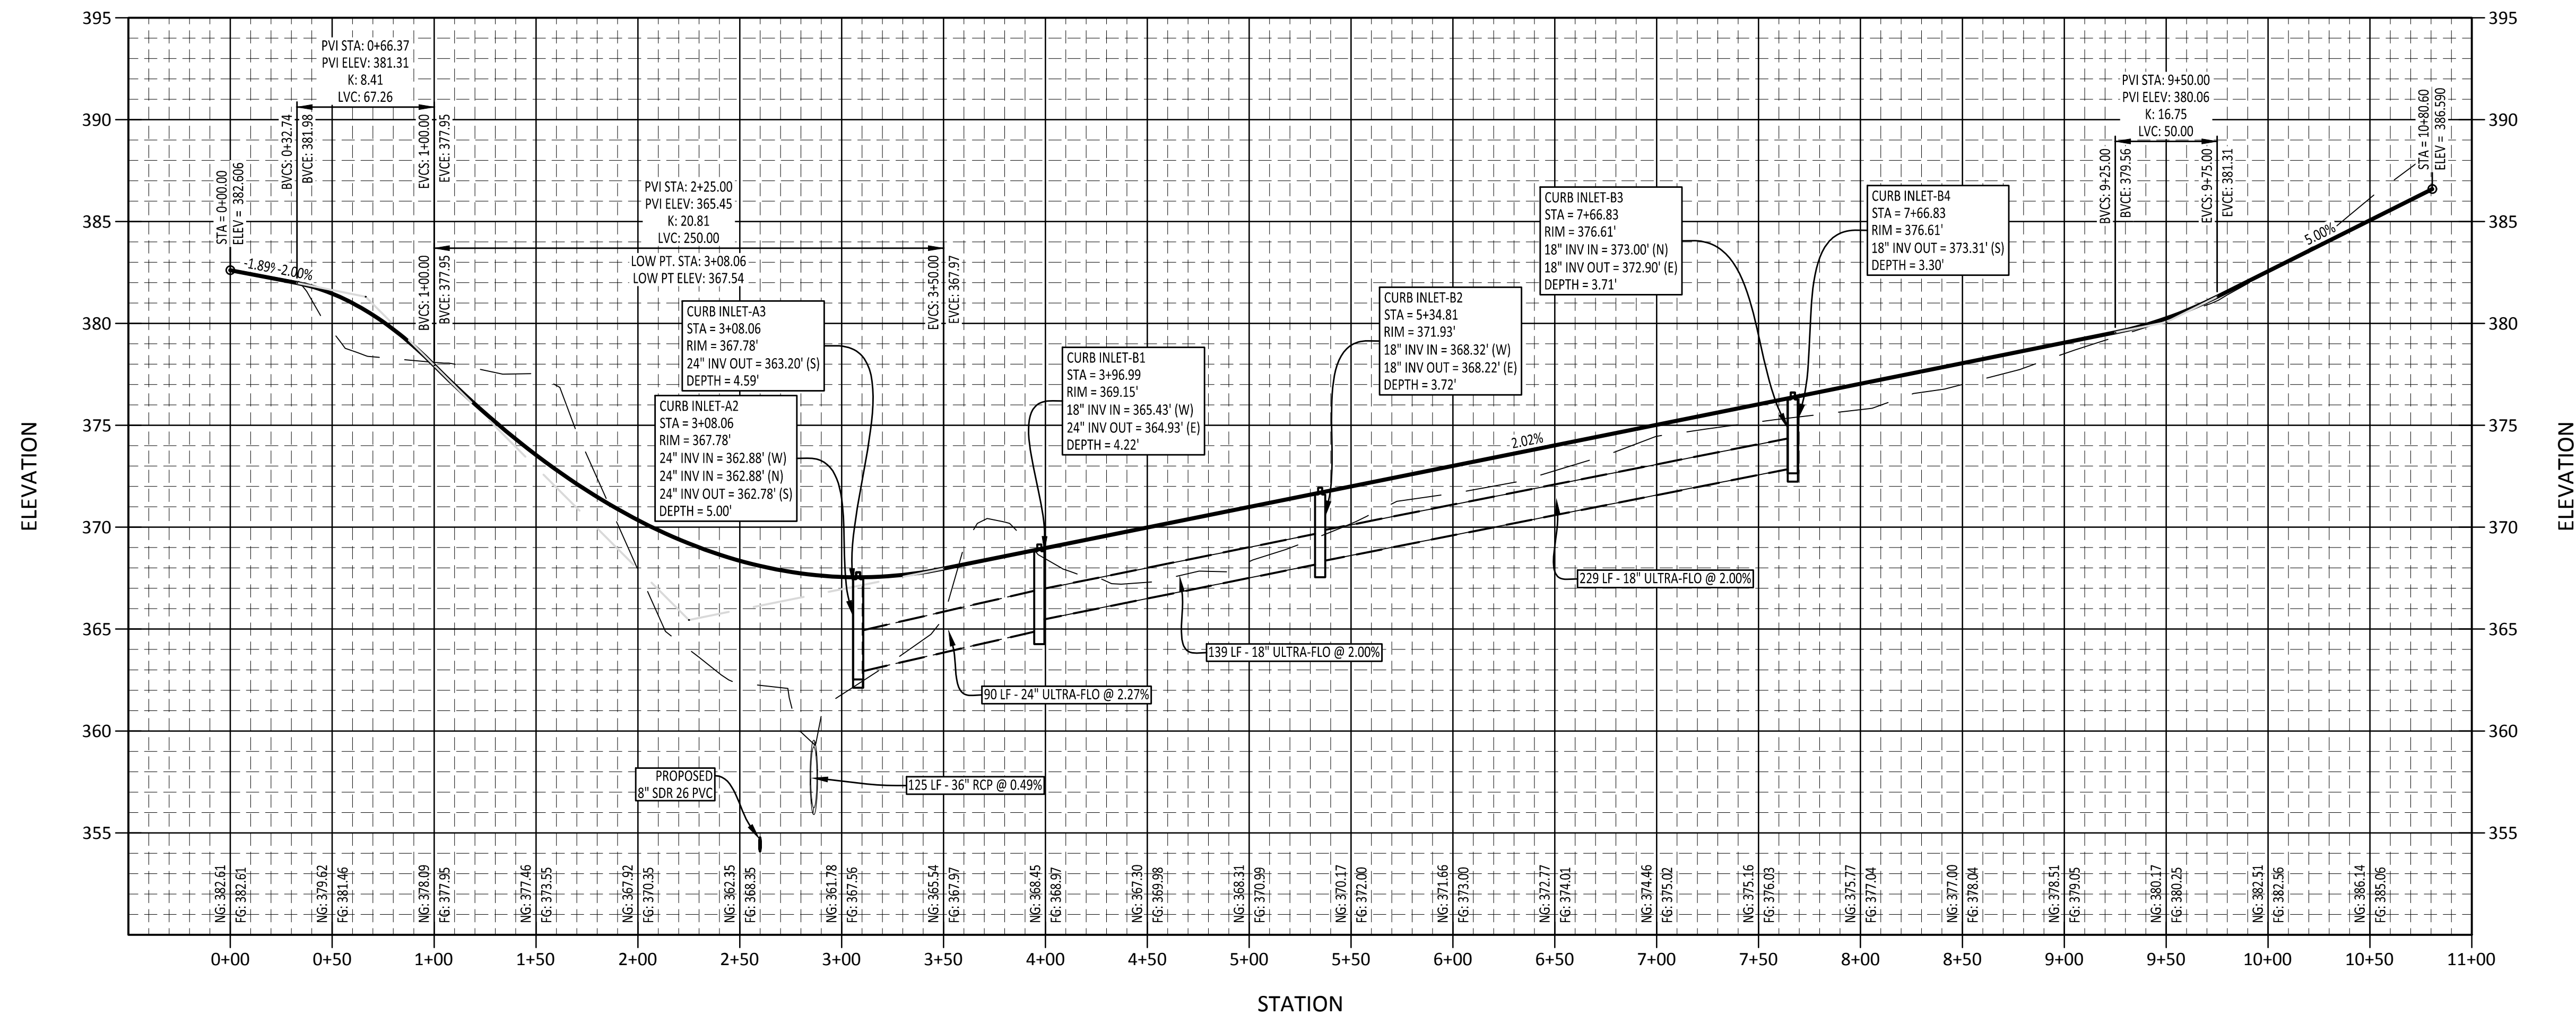 395
390
385
380
375
370
365
360
355
ELEVATION
395
390
385
380
375
370
365
360
355
ELEVATION
STA = 0+00.00
ELEV = 382.606
PVI STA: 0+66.37
PVI ELEV: 381.31
K: 8.41
LVC: 67.26
BVCS: 0+32.74
BVCE: 381.98
EVCS: 1+00.00
EVCE: 377.95
-2.00%
PVI STA: 2+25.00
PVI ELEV: 365.45
K: 20.81
LVC: 250.00
LOW PT. STA: 3+08.06
LOW PT ELEV: 367.54
BVCS: 1+00.00
BVCE: 377.95
EVCS: 3+50.00
EVCE: 367.97
CURB INLET-A3
STA = 3+08.06
RIM = 367.78'
24" INV OUT = 363.20' (S)
DEPTH = 4.59'
CURB INLET-A2
STA = 3+08.06
RIM = 367.78'
24" INV IN = 362.88' (W)
24" INV IN = 362.88' (N)
24" INV OUT = 362.78' (S)
DEPTH = 5.00'
CURB INLET-B1
STA = 3+96.99
RIM = 369.15'
18" INV IN = 365.43' (W)
24" INV OUT = 364.93' (E)
DEPTH = 4.22'
CURB INLET-B2
STA = 5+34.81
RIM = 371.93'
18" INV IN = 368.32' (W)
18" INV OUT = 368.22' (E)
DEPTH = 3.72'
CURB INLET-B3
STA = 7+66.83
RIM = 376.61'
18" INV IN = 373.00' (N)
18" INV OUT = 372.90' (E)
DEPTH = 3.71'
CURB INLET-B4
STA = 7+66.83
RIM = 376.61'
18" INV OUT = 373.31' (S)
DEPTH = 3.30'
PVI STA: 9+50.00
PVI ELEV: 380.06
K: 16.75
LVC: 50.00
BVCS: 9+25.00
BVCE: 379.56
EVCS: 9+75.00
EVCE: 381.31
STA = 10+80.60
ELEV = 386.590
5.00%
2.02%
229 LF - 18" ULTRA-FLO @ 2.00%
139 LF - 18" ULTRA-FLO @ 2.00%
90 LF - 24" ULTRA-FLO @ 2.27%
125 LF - 36" RCP @ 0.49%
PROPOSED
8" SDR 26 PVC
NG: 382.61
FG: 382.61
NG: 379.62
FG: 381.46
NG: 378.09
FG: 377.95
NG: 377.46
FG: 373.55
NG: 367.92
FG: 370.35
NG: 362.35
FG: 368.35
NG: 361.78
FG: 367.56
NG: 365.54
FG: 367.97
NG: 368.45
FG: 368.97
NG: 367.30
FG: 369.98
NG: 368.31
FG: 370.99
NG: 370.17
FG: 372.00
NG: 371.66
FG: 373.00
NG: 372.77
FG: 374.01
NG: 374.46
FG: 375.02
NG: 375.16
FG: 376.03
NG: 375.77
FG: 377.04
NG: 377.00
FG: 378.04
NG: 378.51
FG: 379.05
NG: 380.17
FG: 380.25
NG: 382.51
FG: 382.56
NG: 386.14
FG: 385.06
0+00
0+50
1+00
1+50
2+00
2+50
3+00
3+50
4+00
4+50
5+00
5+50
6+00
6+50
7+00
7+50
8+00
8+50
9+00
9+50
10+00
10+50
11+00
STATION